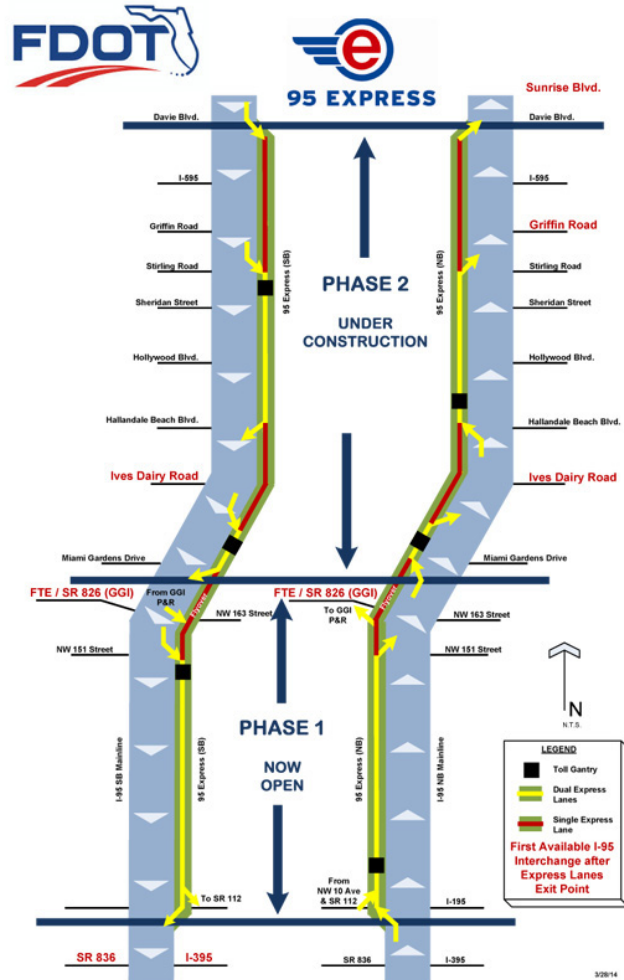 FDOT
e
95 EXPRESS
Sunrise Blvd.
Davie Blvd.
Davie Blvd.
I-595
I-595
Griffin Road
Griffin Road
95 Express (SB)
95 Express (NB)
Stirling Road
Stirling Road
PHASE 2
Sheridan Street
Sheridan Street
UNDER
CONSTRUCTION
Hollywood Blvd.
Hollywood Blvd.
Hallandale Beach Blvd.
Hallandale Beach Blvd.
Ives Dairy Road
Ives Dairy Road
Miami Gardens Drive
Miami Gardens Drive
FTE / SR 826 (GGI)
From GGI
P&R
Flyover
FTE / SR 826 (GGI)
To GGI
P&R
Flyover
NW 163 Street
NW 163 Street
NW 151 Street
NW 151 Street
N
N.T.S.
PHASE 1
NOW
OPEN
I-95 SB Mainline
95 Express (SB)
95 Express (NB)
I-95 NB Mainline
LEGEND
Toll Gantry
Dual Express
Lanes
Single Express
Lane
First Available I-95
Interchange after
Express Lanes
Exit Point
To SR 112
From
NW 10 Ave
& SR 112
I-195
SR 836
I-395
SR 836
I-395
3/28/14